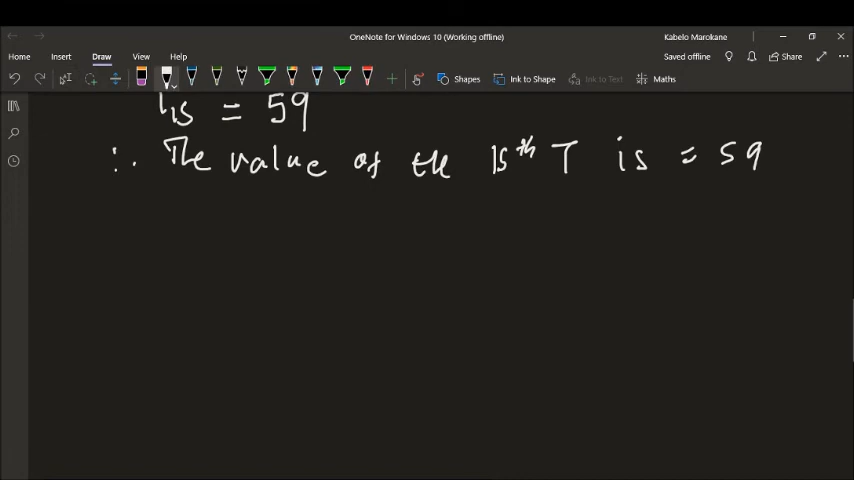 OneNote for Windows 10 (Working offline)
Kabelo Marokane
Home Insert Draw View Help
Saved offline
Share
Shapes
Ink to Shape
Ink to Text
Maths
T15 = 59
∴ The value of the 15th T is = 59